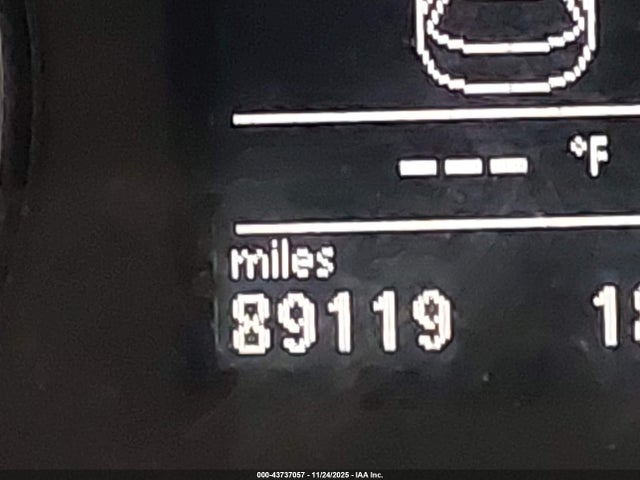 --- °F
miles
89119
000-43737057 - 11/24/2025 - IAA Inc.